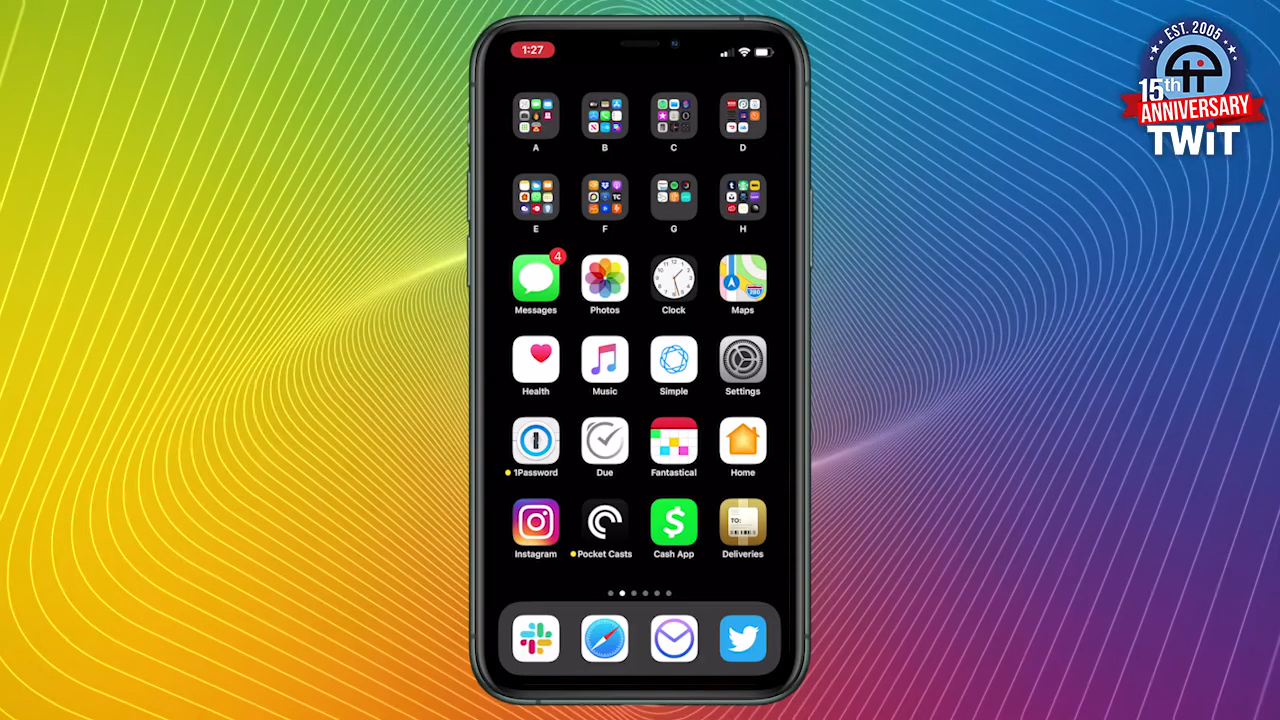 1:27
EST. 2005
15th
ANNIVERSARY
TWiT
A B C D
E F G H
4
Messages Photos Clock Maps
Health Music Simple Settings
1Password Due Fantastical Home
TO:
Instagram Pocket Casts Cash App Deliveries